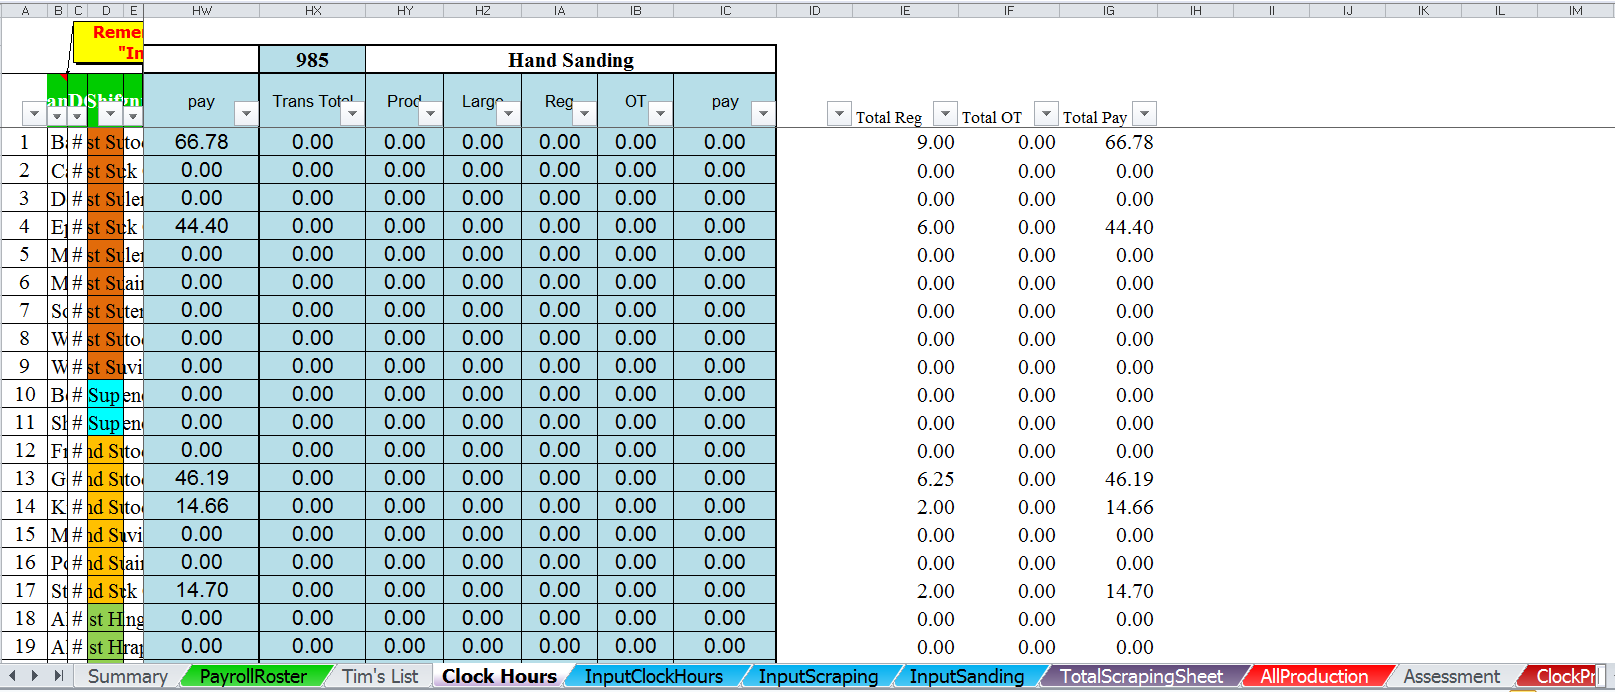 A B C D E HW HX HY HZ IA IB IC ID IE IF IG IH II IJ IK IL IM
Remer
"In
985 Hand Sanding
pay Trans Total Prod Large Reg OT pay Total Reg Total OT Total Pay
1 # st Su 66.78 0.00 0.00 0.00 0.00 0.00 0.00 9.00 0.00 66.78
2 # st Su 0.00 0.00 0.00 0.00 0.00 0.00 0.00 0.00 0.00 0.00
3 # st Su 0.00 0.00 0.00 0.00 0.00 0.00 0.00 0.00 0.00 0.00
4 # st Su 44.40 0.00 0.00 0.00 0.00 0.00 0.00 6.00 0.00 44.40
5 # st Su 0.00 0.00 0.00 0.00 0.00 0.00 0.00 0.00 0.00 0.00
6 # st Su 0.00 0.00 0.00 0.00 0.00 0.00 0.00 0.00 0.00 0.00
7 # st Su 0.00 0.00 0.00 0.00 0.00 0.00 0.00 0.00 0.00 0.00
8 # st Su 0.00 0.00 0.00 0.00 0.00 0.00 0.00 0.00 0.00 0.00
9 # st Su 0.00 0.00 0.00 0.00 0.00 0.00 0.00 0.00 0.00 0.00
10 # Sup 0.00 0.00 0.00 0.00 0.00 0.00 0.00 0.00 0.00 0.00
11 # Sup 0.00 0.00 0.00 0.00 0.00 0.00 0.00 0.00 0.00 0.00
12 # nd S 0.00 0.00 0.00 0.00 0.00 0.00 0.00 0.00 0.00 0.00
13 # nd S 46.19 0.00 0.00 0.00 0.00 0.00 0.00 6.25 0.00 46.19
14 # nd S 14.66 0.00 0.00 0.00 0.00 0.00 0.00 2.00 0.00 14.66
15 # nd S 0.00 0.00 0.00 0.00 0.00 0.00 0.00 0.00 0.00 0.00
16 # nd S 0.00 0.00 0.00 0.00 0.00 0.00 0.00 0.00 0.00 0.00
17 # nd S 14.70 0.00 0.00 0.00 0.00 0.00 0.00 2.00 0.00 14.70
18 # st H 0.00 0.00 0.00 0.00 0.00 0.00 0.00 0.00 0.00 0.00
19 # st H 0.00 0.00 0.00 0.00 0.00 0.00 0.00 0.00 0.00 0.00
Summary PayrollRoster Tim's List Clock Hours InputClockHours InputScraping InputSanding TotalScrapingSheet AllProduction Assessment ClockPr